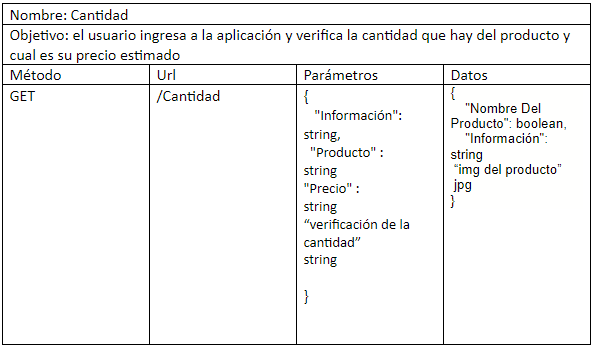 Nombre: Cantidad
Objetivo: el usuario ingresa a la aplicación y verifica la cantidad que hay del producto y
cual es su precio estimado
Método
Url
Parámetros
Datos
GET
/Cantidad
{
"Información":
string,
"Producto" :
string
"Precio" :
string
“verificación de la
cantidad”
string
}
{
"Nombre Del
Producto": boolean,
"Información":
string
“img del producto”
jpg
}